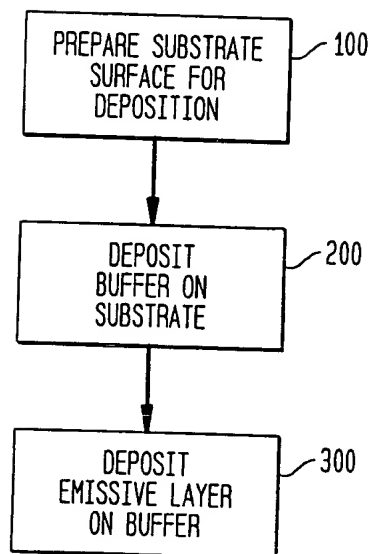 PREPARE SUBSTRATE
SURFACE FOR
DEPOSITION
100
DEPOSIT
BUFFER ON
SUBSTRATE
200
DEPOSIT
EMISSIVE LAYER
ON BUFFER
300